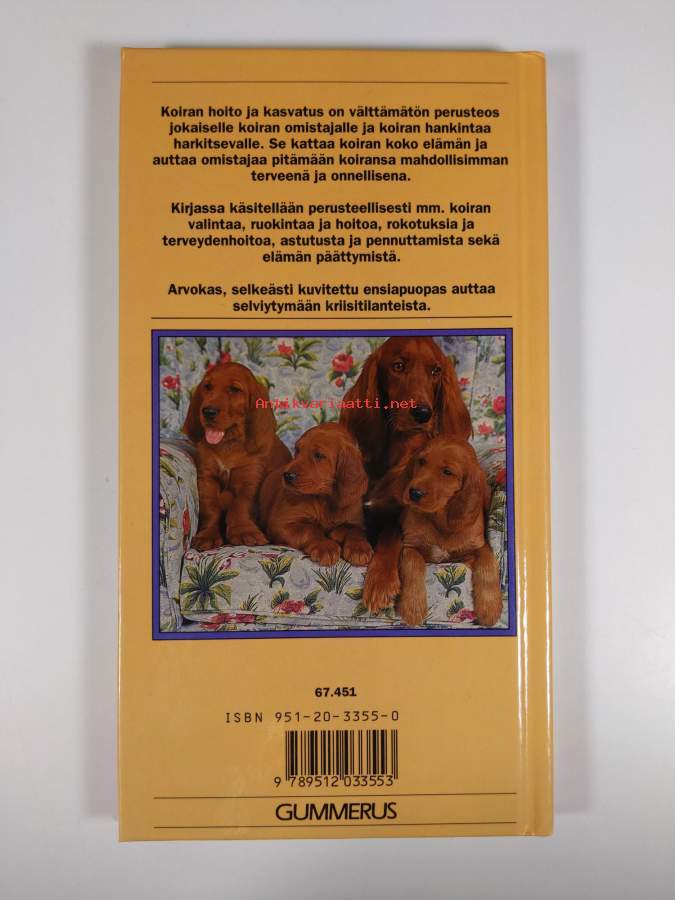 Koiran hoito ja kasvatus on välttämätön perusteos
jokaiselle koiran omistajalle ja koiran hankintaa
harkitsevalle. Se kattaa koiran koko elämän ja
auttaa omistajaa pitämään koiransa mahdollisimman
terveenä ja onnellisena.
Kirjassa käsitellään perusteellisesti mm. koiran
valintaa, ruokintaa ja hoitoa, rokotuksia ja
terveydenhoitoa, astutusta ja pennuttamista sekä
elämän päättymistä.
Arvokas, selkeästi kuvitettu ensiapuopas auttaa
selviytymään kriisitilanteista.
Antikvariaatti.net
67.451
ISBN 951-20-3355-0
9 789512 033553
GUMMERUS